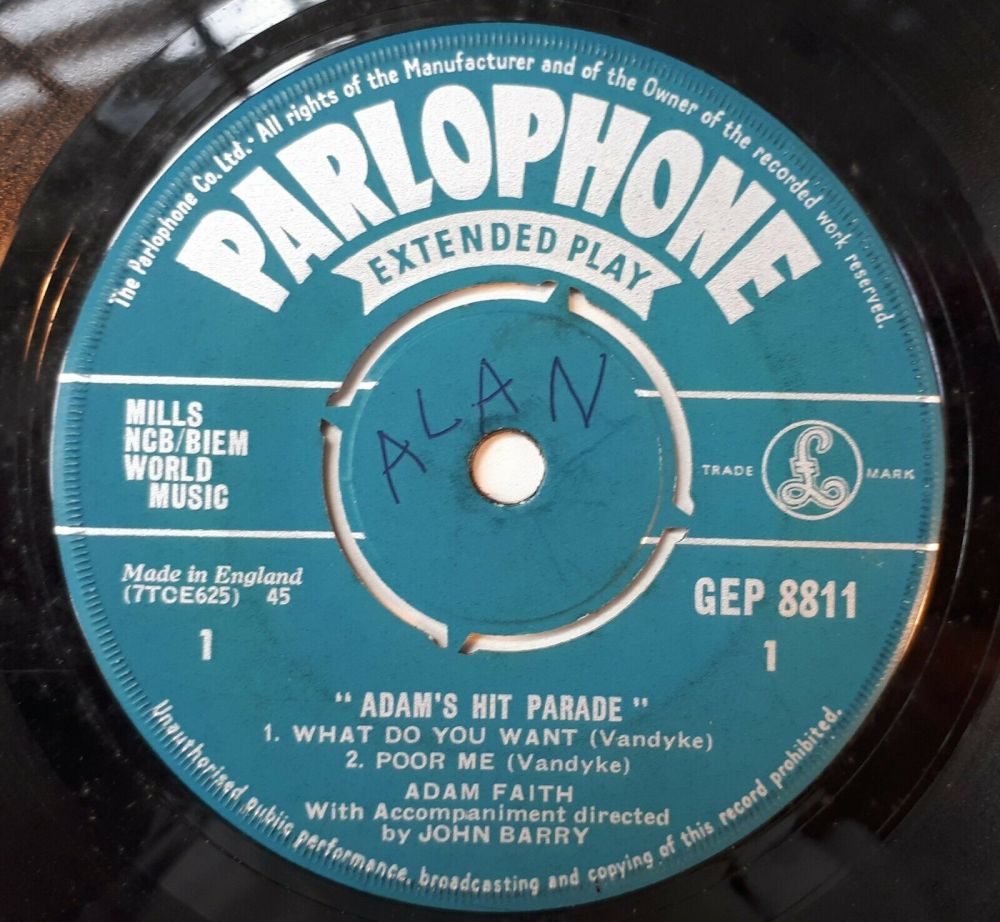 The Parlophone Co. Ltd. · All rights of the Manufacturer and of the Owner of the recorded work reserved.
PARLOPHONE
EXTENDED PLAY
ALAN
MILLS
NCB/BIEM
WORLD
MUSIC
TRADE £ MARK
Made in England
(7TCE625) 45
GEP 8811
1
1
"ADAM'S HIT PARADE"
1. WHAT DO YOU WANT (Vandyke)
2. POOR ME (Vandyke)
ADAM FAITH
With Accompaniment directed
by JOHN BARRY
Unauthorised public performance, broadcasting and copying of this record prohibited.